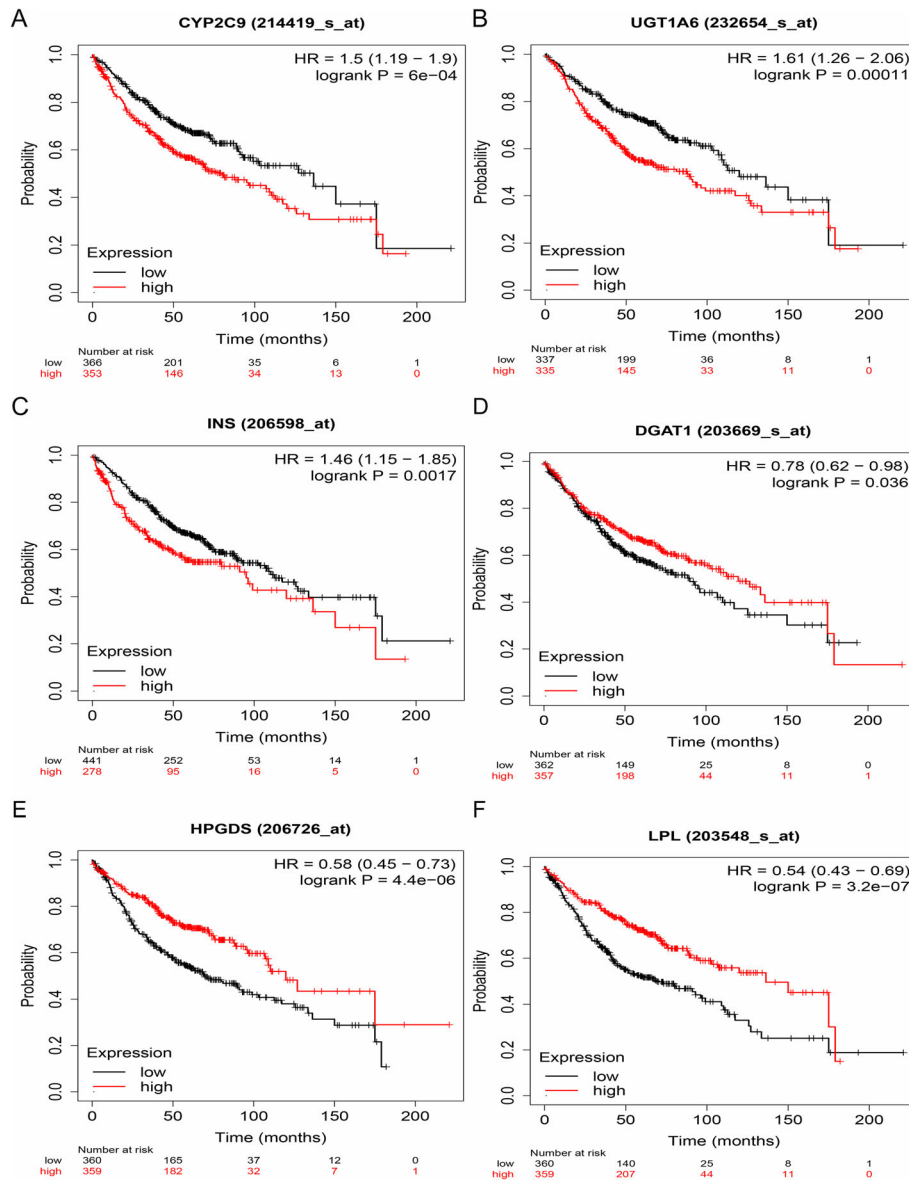 A
CYP2C9 (214419_s_at)
HR = 1.5 (1.19 − 1.9)
logrank P = 6e−04
Probability
1.0
0.8
0.6
0.4
0.2
0.0
Expression
low
high
0 50 100 150 200
Time (months)
Number at risk
low 366 201 35 6 1
high 353 146 34 13 0
B
UGT1A6 (232654_s_at)
HR = 1.61 (1.26 − 2.06)
logrank P = 0.00011
Probability
1.0
0.8
0.6
0.4
0.2
0.0
Expression
low
high
0 50 100 150 200
Time (months)
Number at risk
low 337 199 36 8 1
high 335 145 33 11 0
C
INS (206598_at)
HR = 1.46 (1.15 − 1.85)
logrank P = 0.0017
Probability
1.0
0.8
0.6
0.4
0.2
0.0
Expression
low
high
0 50 100 150 200
Time (months)
Number at risk
low 441 252 53 14 1
high 278 95 16 5 0
D
DGAT1 (203669_s_at)
HR = 0.78 (0.62 − 0.98)
logrank P = 0.036
Probability
1.0
0.8
0.6
0.4
0.2
0.0
Expression
low
high
0 50 100 150 200
Time (months)
Number at risk
low 362 149 25 8 0
high 357 198 44 11 1
E
HPGDS (206726_at)
HR = 0.58 (0.45 − 0.73)
logrank P = 4.4e−06
Probability
1.0
0.8
0.6
0.4
0.2
0.0
Expression
low
high
0 50 100 150 200
Time (months)
Number at risk
low 360 165 37 12 0
high 359 182 32 7 1
F
LPL (203548_s_at)
HR = 0.54 (0.43 − 0.69)
logrank P = 3.2e−07
Probability
1.0
0.8
0.6
0.4
0.2
0.0
Expression
low
high
0 50 100 150 200
Time (months)
Number at risk
low 360 140 25 8 1
high 359 207 44 11 0